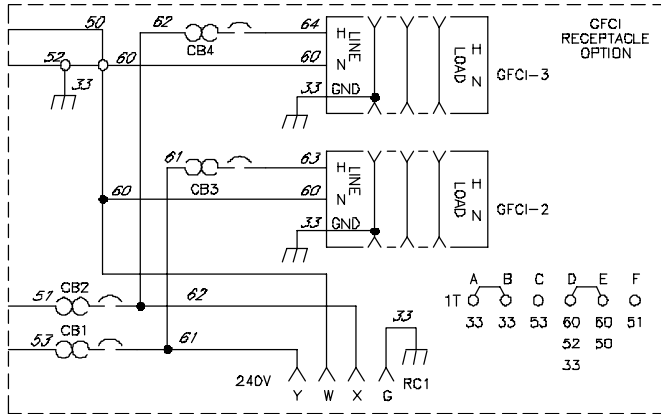 50
62
CB4
64
H LINE
60
N
33 GND
H LOAD
N
GFCI-3
GFCI
RECEPTACLE
OPTION
52
60
33
61
CB3
63
H LINE
60
N
60
33 GND
H LOAD
N
GFCI-2
51
CB2
62
53
CB1
61
33
240V
Y W X G
RC1
A B C D E F
1T
33 33 53 60 60 51
52 50
33